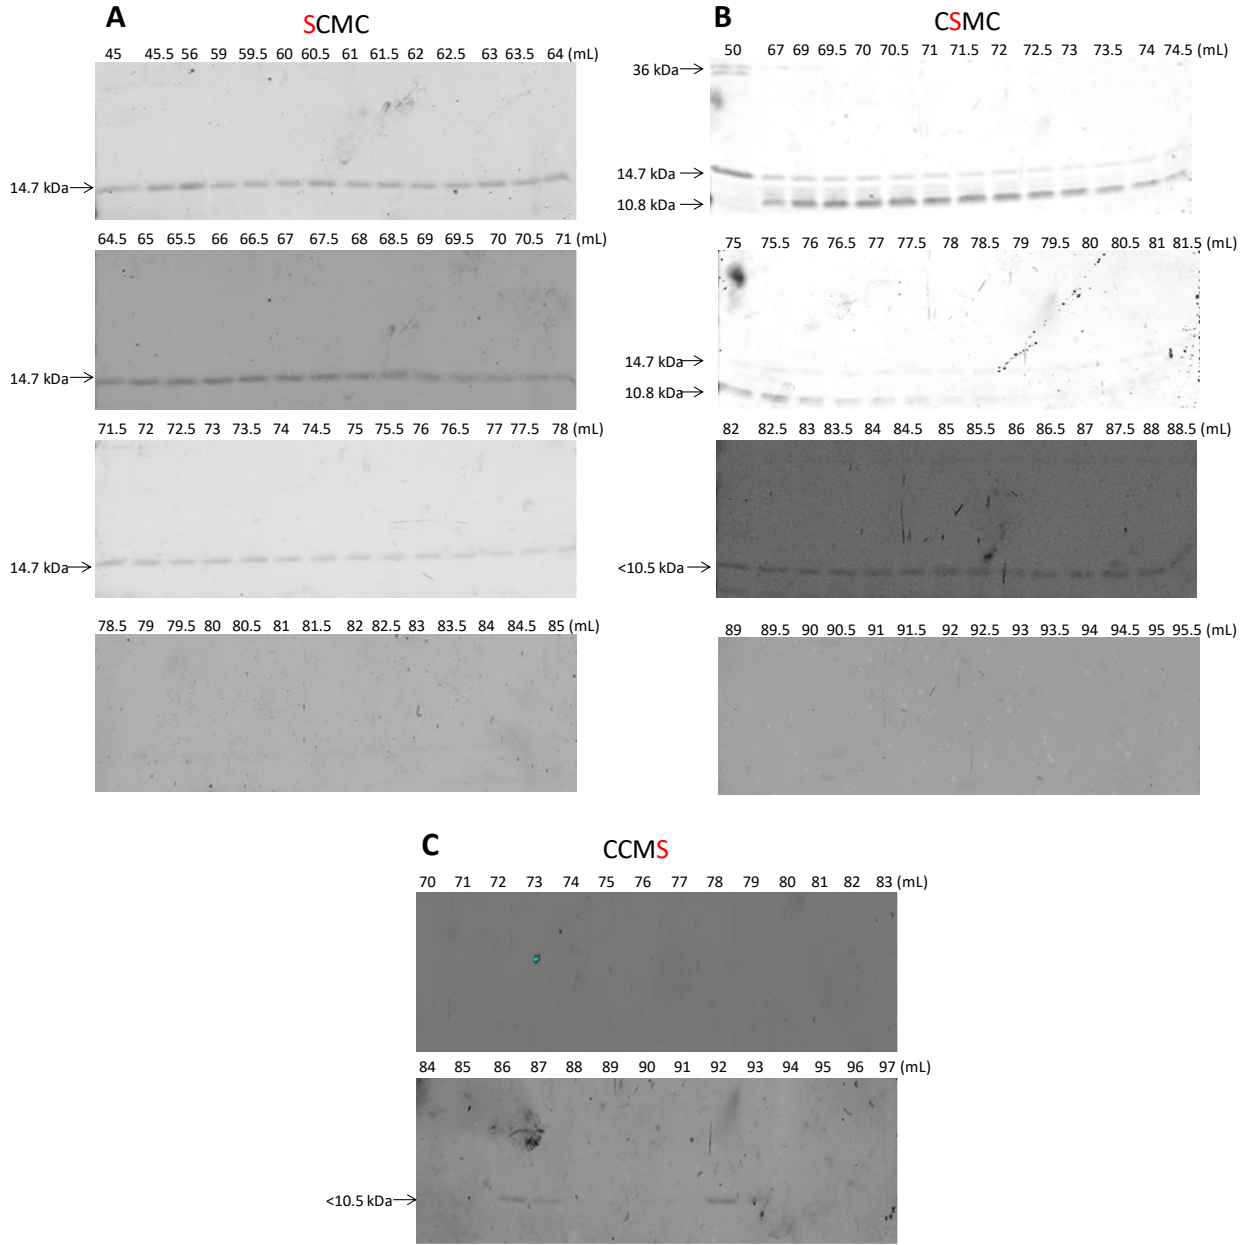 A
SCMC
45 45.5 56 59 59.5 60 60.5 61 61.5 62 62.5 63 63.5 64 (mL)
14.7 kDa
64.5 65 65.5 66 66.5 67 67.5 68 68.5 69 69.5 70 70.5 71 (mL)
14.7 kDa
71.5 72 72.5 73 73.5 74 74.5 75 75.5 76 76.5 77 77.5 78 (mL)
14.7 kDa
78.5 79 79.5 80 80.5 81 81.5 82 82.5 83 83.5 84 84.5 85 (mL)
B
CSMC
50 67 69 69.5 70 70.5 71 71.5 72 72.5 73 73.5 74 74.5 (mL)
36 kDa
14.7 kDa
10.8 kDa
75 75.5 76 76.5 77 77.5 78 78.5 79 79.5 80 80.5 81 81.5 (mL)
14.7 kDa
10.8 kDa
82 82.5 83 83.5 84 84.5 85 85.5 86 86.5 87 87.5 88 88.5 (mL)
<10.5 kDa
89 89.5 90 90.5 91 91.5 92 92.5 93 93.5 94 94.5 95 95.5 (mL)
C
CCMS
70 71 72 73 74 75 76 77 78 79 80 81 82 83 (mL)
84 85 86 87 88 89 90 91 92 93 94 95 96 97 (mL)
<10.5 kDa